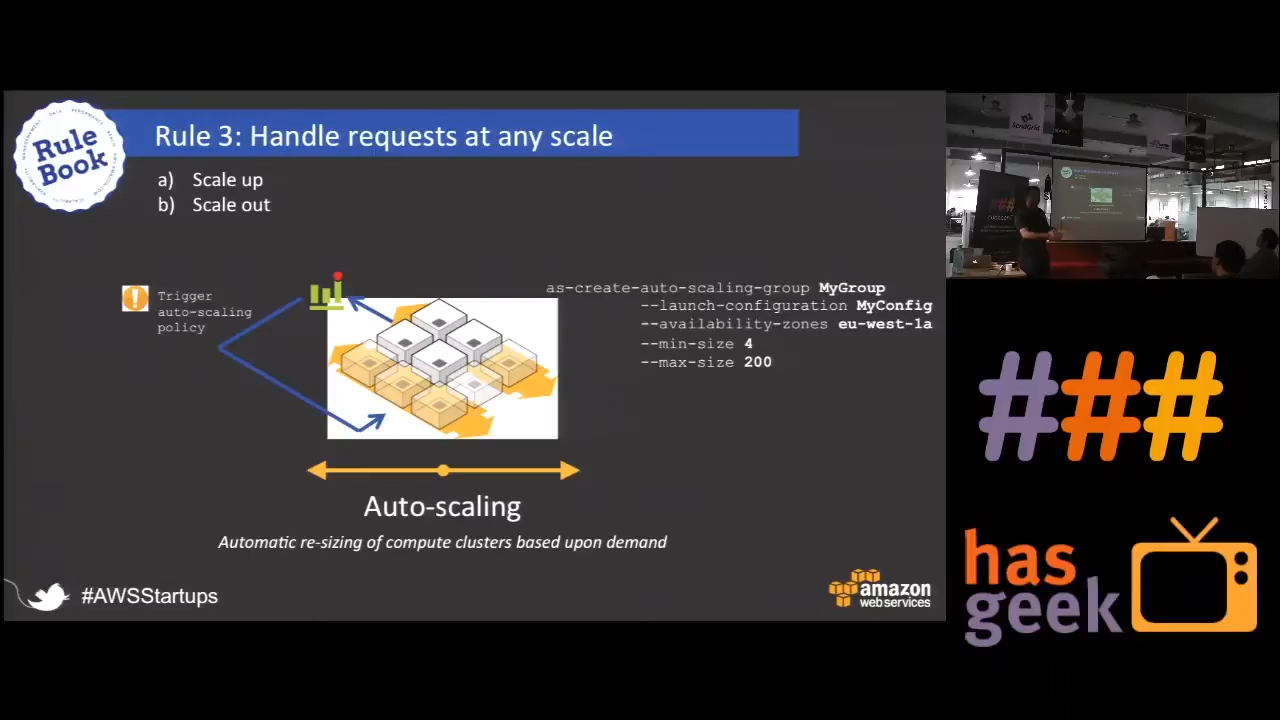 Rule Book
Rule 3: Handle requests at any scale
a) Scale up
b) Scale out
Trigger
auto-scaling
policy
as-create-auto-scaling-group MyGroup
--launch-configuration MyConfig
--availability-zones eu-west-1a
--min-size 4
--max-size 200
Auto-scaling
Automatic re-sizing of compute clusters based upon demand
#AWSStartups
amazon
webservices
SendGrid
###
has
geek